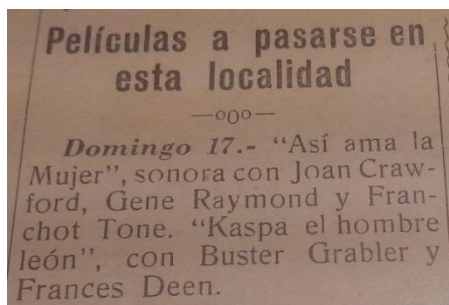 Películas a pasarse en
esta localidad
—oOo—
Domingo 17.- “Así ama la
Mujer”, sonora con Joan Craw-
ford, Gene Raymond y Fran-
chot Tone. “Kaspa el hombre
león”, con Buster Grabler y
Frances Deen.